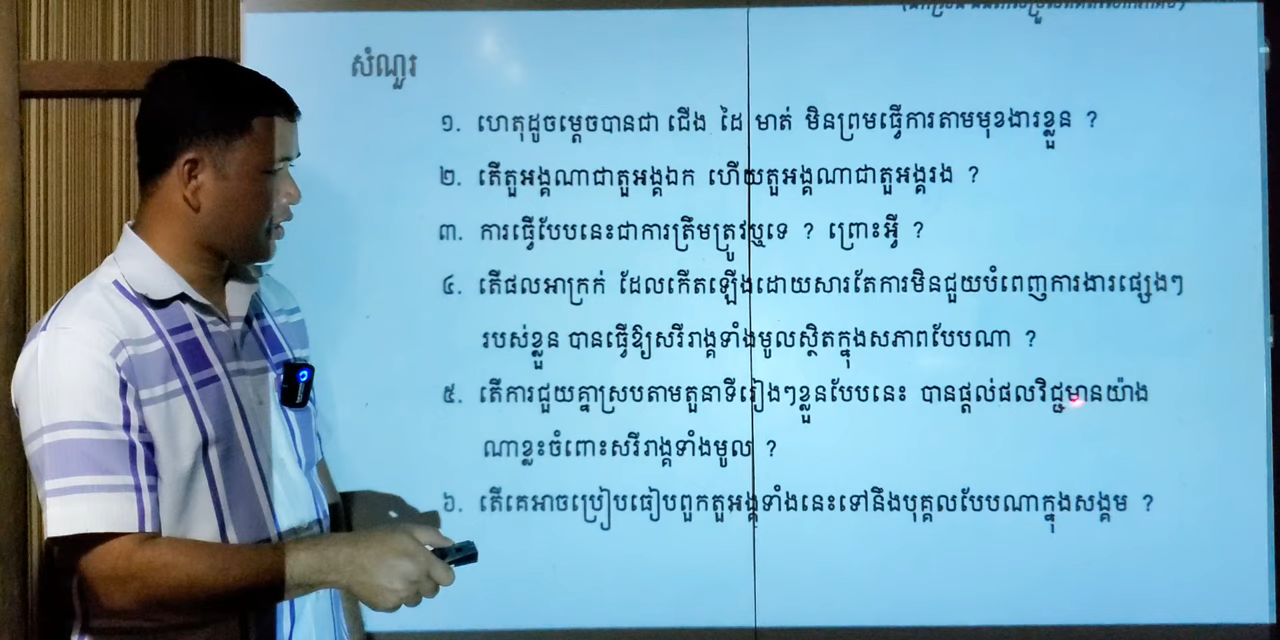 សំណួរ
១. ហេតុដូចម្ដេចបានជា ជើង ដៃ មាត់ មិនព្រមធ្វើការតាមមុខងារខ្លួន ?
២. តើតួអង្គណាជាតួអង្គឯក ហើយតួអង្គណាជាតួអង្គរង ?
៣. ការធ្វើបែបនេះជាការត្រឹមត្រូវឬទេ ? ព្រោះអ្វី ?
៤. តើផលអាក្រក់ ដែលកើតឡើងដោយសារតែការមិនជួយបំពេញការងារផ្សេងៗ
របស់ខ្លួន បានធ្វើឱ្យសរីរាង្គទាំងមូលស្ថិតក្នុងសភាពបែបណា ?
៥. តើការជួយគ្នាស្របតាមតួនាទីរៀងៗខ្លួនបែបនេះ បានផ្ដល់ផលវិជ្ជមានយ៉ាង
ណាខ្លះចំពោះសរីរាង្គទាំងមូល ?
៦. តើគេអាចប្រៀបធៀបពួកតួអង្គទាំងនេះទៅនឹងបុគ្គលបែបណាក្នុងសង្គម ?